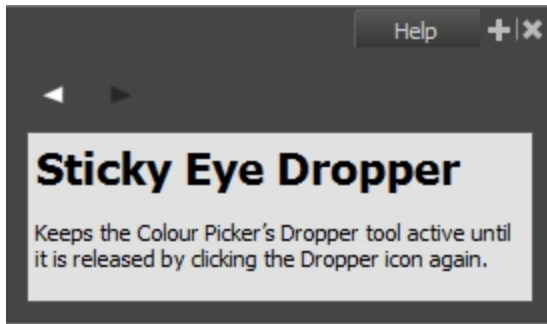 Help
Sticky Eye Dropper
Keeps the Colour Picker's Dropper tool active until
it is released by clicking the Dropper icon again.